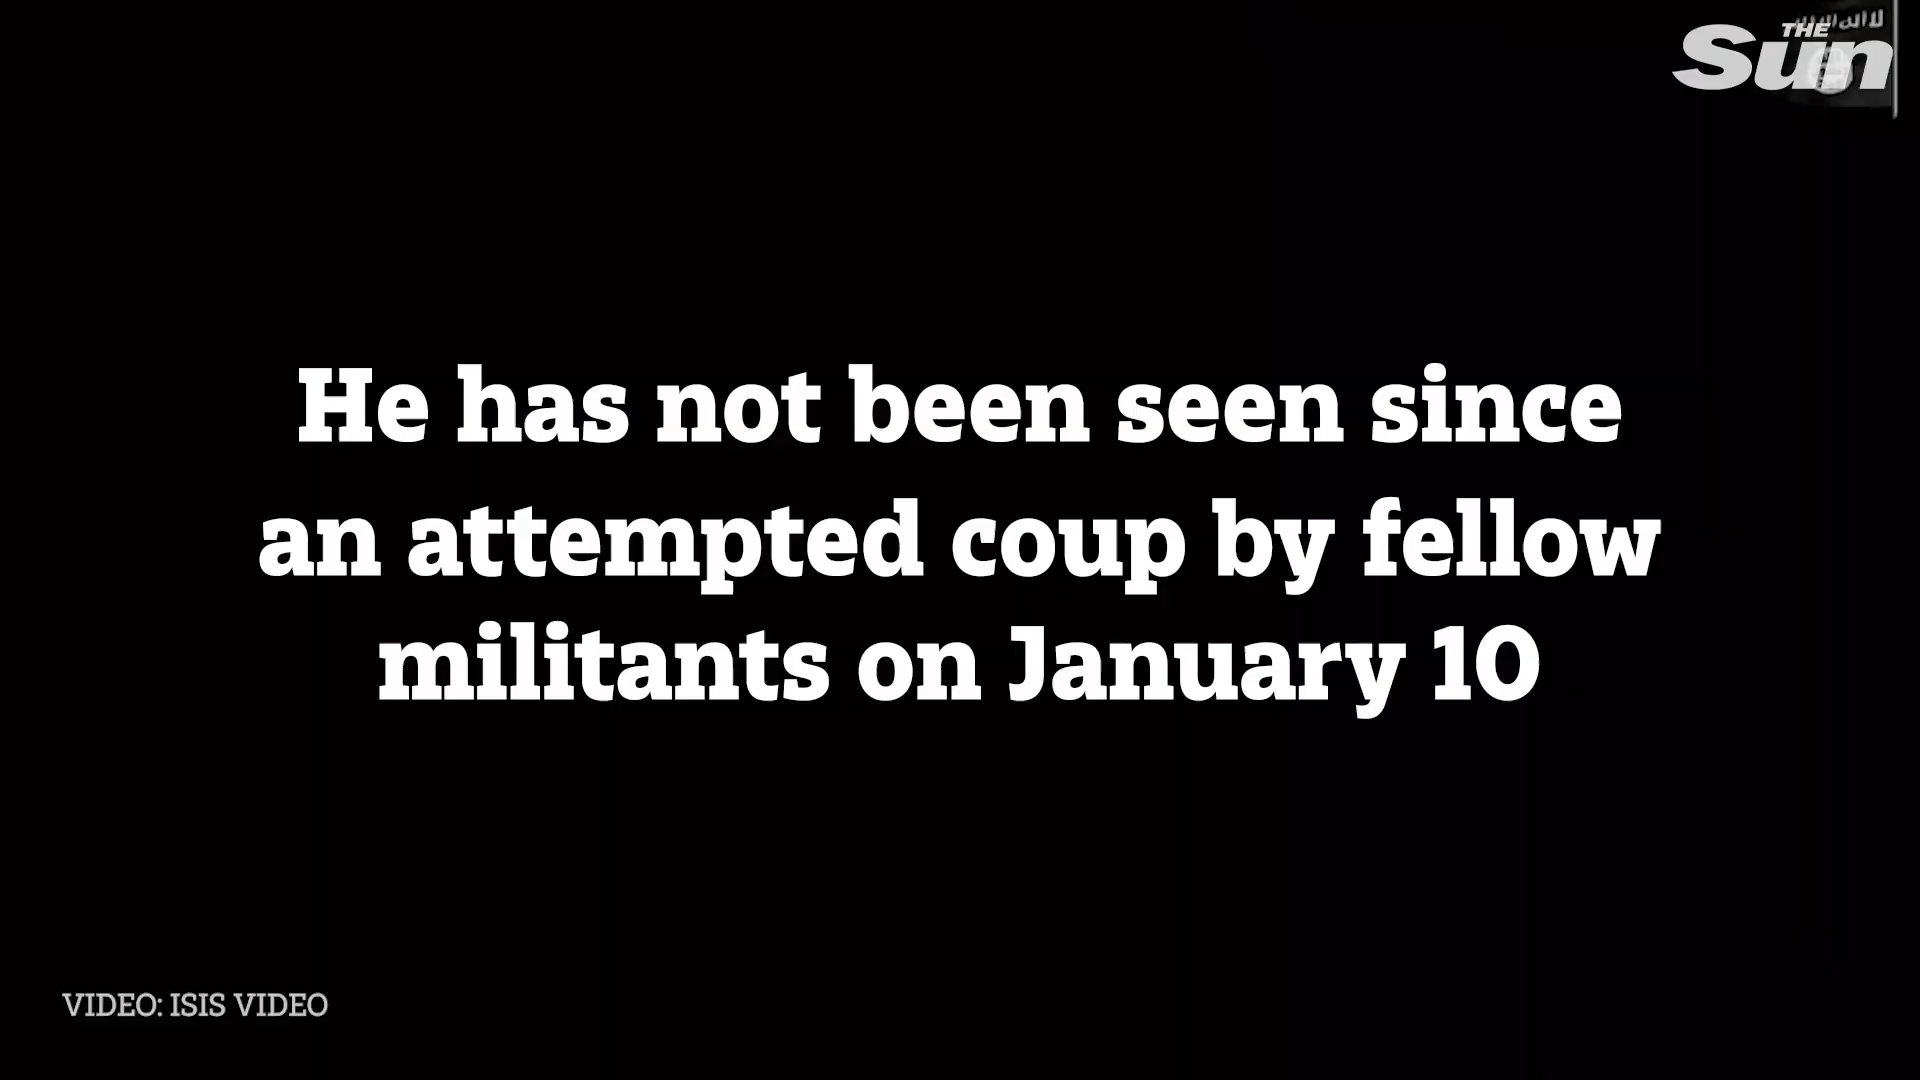 THE
Sun
He has not been seen since
an attempted coup by fellow
militants on January 10
VIDEO: ISIS VIDEO